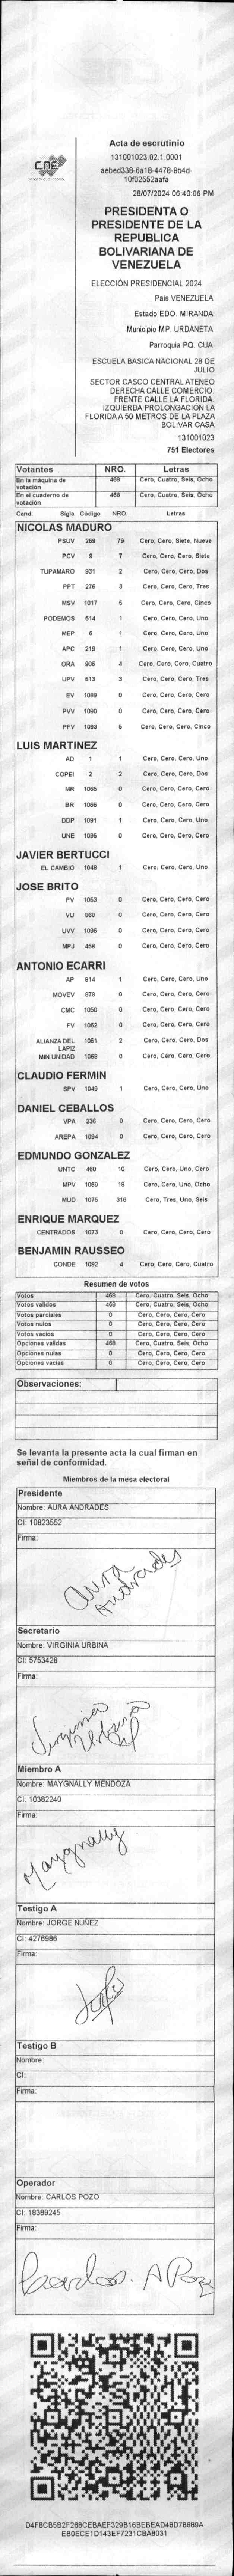 CNE
Acta de escrutinio
131001023.02.1.0001
aebed338-6a18-4478-9b4d-
10f02552aafa
28/07/2024 06:40:06 PM
PRESIDENTA O
PRESIDENTE DE LA
REPUBLICA
BOLIVARIANA DE
VENEZUELA
ELECCIÓN PRESIDENCIAL 2024
Pais VENEZUELA
Estado EDO. MIRANDA
Municipio MP. URDANETA
Parroquia PQ. CUA
ESCUELA BASICA NACIONAL 28 DE
JULIO
SECTOR CASCO CENTRAL ATENEO
DERECHA CALLE COMERCIO.
FRENTE CALLE LA FLORIDA.
IZQUIERDA PROLONGACIÓN LA
FLORIDA A 50 METROS DE LA PLAZA
BOLIVAR CASA
131001023
751 Electores
Votantes NRO. Letras
En la máquina de votación 468 Cero, Cuatro, Seis, Ocho
En el cuaderno de votación 468 Cero, Cuatro, Seis, Ocho
Cand. Sigla Código NRO. Letras
NICOLAS MADURO
PSUV 269 79 Cero, Cero, Siete, Nueve
PCV 9 7 Cero, Cero, Cero, Siete
TUPAMARO 931 2 Cero, Cero, Cero, Dos
PPT 276 3 Cero, Cero, Cero, Tres
MSV 1017 5 Cero, Cero, Cero, Cinco
PODEMOS 514 1 Cero, Cero, Cero, Uno
MEP 6 1 Cero, Cero, Cero, Uno
APC 219 1 Cero, Cero, Cero, Uno
ORA 906 4 Cero, Cero, Cero, Cuatro
UPV 513 3 Cero, Cero, Cero, Tres
EV 1089 0 Cero, Cero, Cero, Cero
PVV 1090 0 Cero, Cero, Cero, Cero
PFV 1093 5 Cero, Cero, Cero, Cinco
LUIS MARTINEZ
AD 1 1 Cero, Cero, Cero, Uno
COPEI 2 2 Cero, Cero, Cero, Dos
MR 1065 0 Cero, Cero, Cero, Cero
BR 1086 0 Cero, Cero, Cero, Cero
DDP 1091 1 Cero, Cero, Cero, Uno
UNE 1095 0 Cero, Cero, Cero, Cero
JAVIER BERTUCCI
EL CAMBIO 1048 1 Cero, Cero, Cero, Uno
JOSE BRITO
PV 1053 0 Cero, Cero, Cero, Cero
VU 969 0 Cero, Cero, Cero, Cero
UVV 1096 0 Cero, Cero, Cero, Cero
MPJ 458 0 Cero, Cero, Cero, Cero
ANTONIO ECARRI
AP 814 1 Cero, Cero, Cero, Uno
MOVEV 670 0 Cero, Cero, Cero, Cero
CMC 1050 0 Cero, Cero, Cero, Cero
FV 1062 0 Cero, Cero, Cero, Cero
ALIANZA DEL LAPIZ 1051 2 Cero, Cero, Cero, Dos
MIN UNIDAD 1068 0 Cero, Cero, Cero, Cero
CLAUDIO FERMIN
SPV 1049 1 Cero, Cero, Cero, Uno
DANIEL CEBALLOS
VPA 236 0 Cero, Cero, Cero, Cero
AREPA 1094 0 Cero, Cero, Cero, Cero
EDMUNDO GONZALEZ
UNTC 460 10 Cero, Cero, Uno, Cero
MPV 1069 18 Cero, Cero, Uno, Ocho
MUD 1075 316 Cero, Tres, Uno, Seis
ENRIQUE MARQUEZ
CENTRADOS 1073 0 Cero, Cero, Cero, Cero
BENJAMIN RAUSSEO
CONDE 1092 4 Cero, Cero, Cero, Cuatro
Resumen de votos
Votos 468 Cero, Cuatro, Seis, Ocho
Votos validos 468 Cero, Cuatro, Seis, Ocho
Votos parciales 0 Cero, Cero, Cero, Cero
Votos nulos 0 Cero, Cero, Cero, Cero
Votos vacios 0 Cero, Cero, Cero, Cero
Opciones validas 468 Cero, Cuatro, Seis, Ocho
Opciones nulas 0 Cero, Cero, Cero, Cero
Opciones vacias 0 Cero, Cero, Cero, Cero
Observaciones:
Se levanta la presente acta la cual firman en
señal de conformidad.
Miembros de la mesa electoral
Presidente
Nombre: AURA ANDRADES
CI: 10823552
Firma:
Aura
Andrades
Secretario
Nombre: VIRGINIA URBINA
CI: 5753428
Firma:
Virginia
Urbina
Miembro A
Nombre: MAYGNALLY MENDOZA
CI: 10382240
Firma:
Maygnally
Testigo A
Nombre: JORGE NUÑEZ
CI: 4276986
Firma:
Testigo B
Nombre:
CI:
Firma:
Operador
Nombre: CARLOS POZO
CI: 18389245
Firma:
Carlos. A Pozo
D4F8CB5B2F268CEBAEF329B16BEBEAD48D78689A
EB0ECE1D143EF7231CBA8031